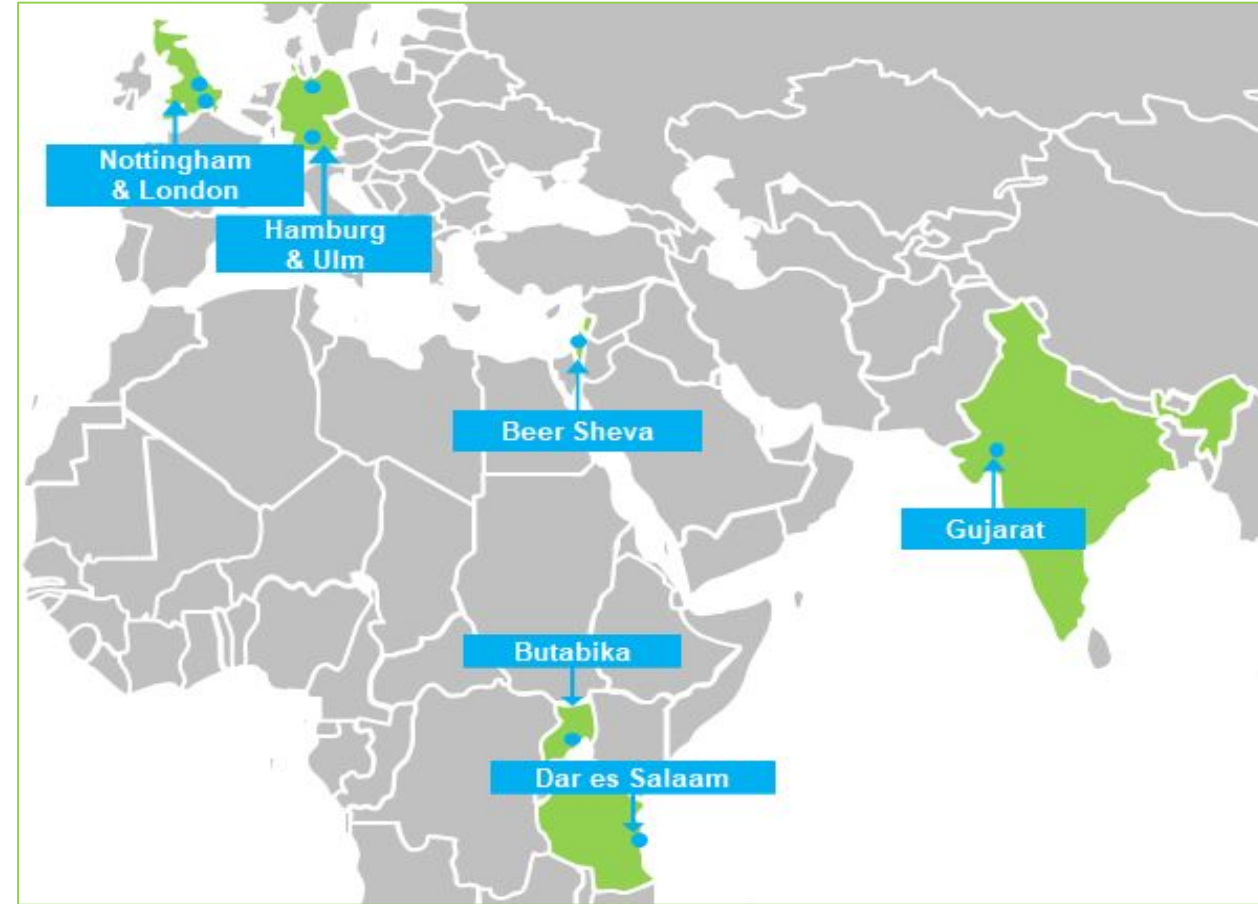 Nottingham
& London
Hamburg
& Ulm
Beer Sheva
Gujarat
Butabika
Dar es Salaam